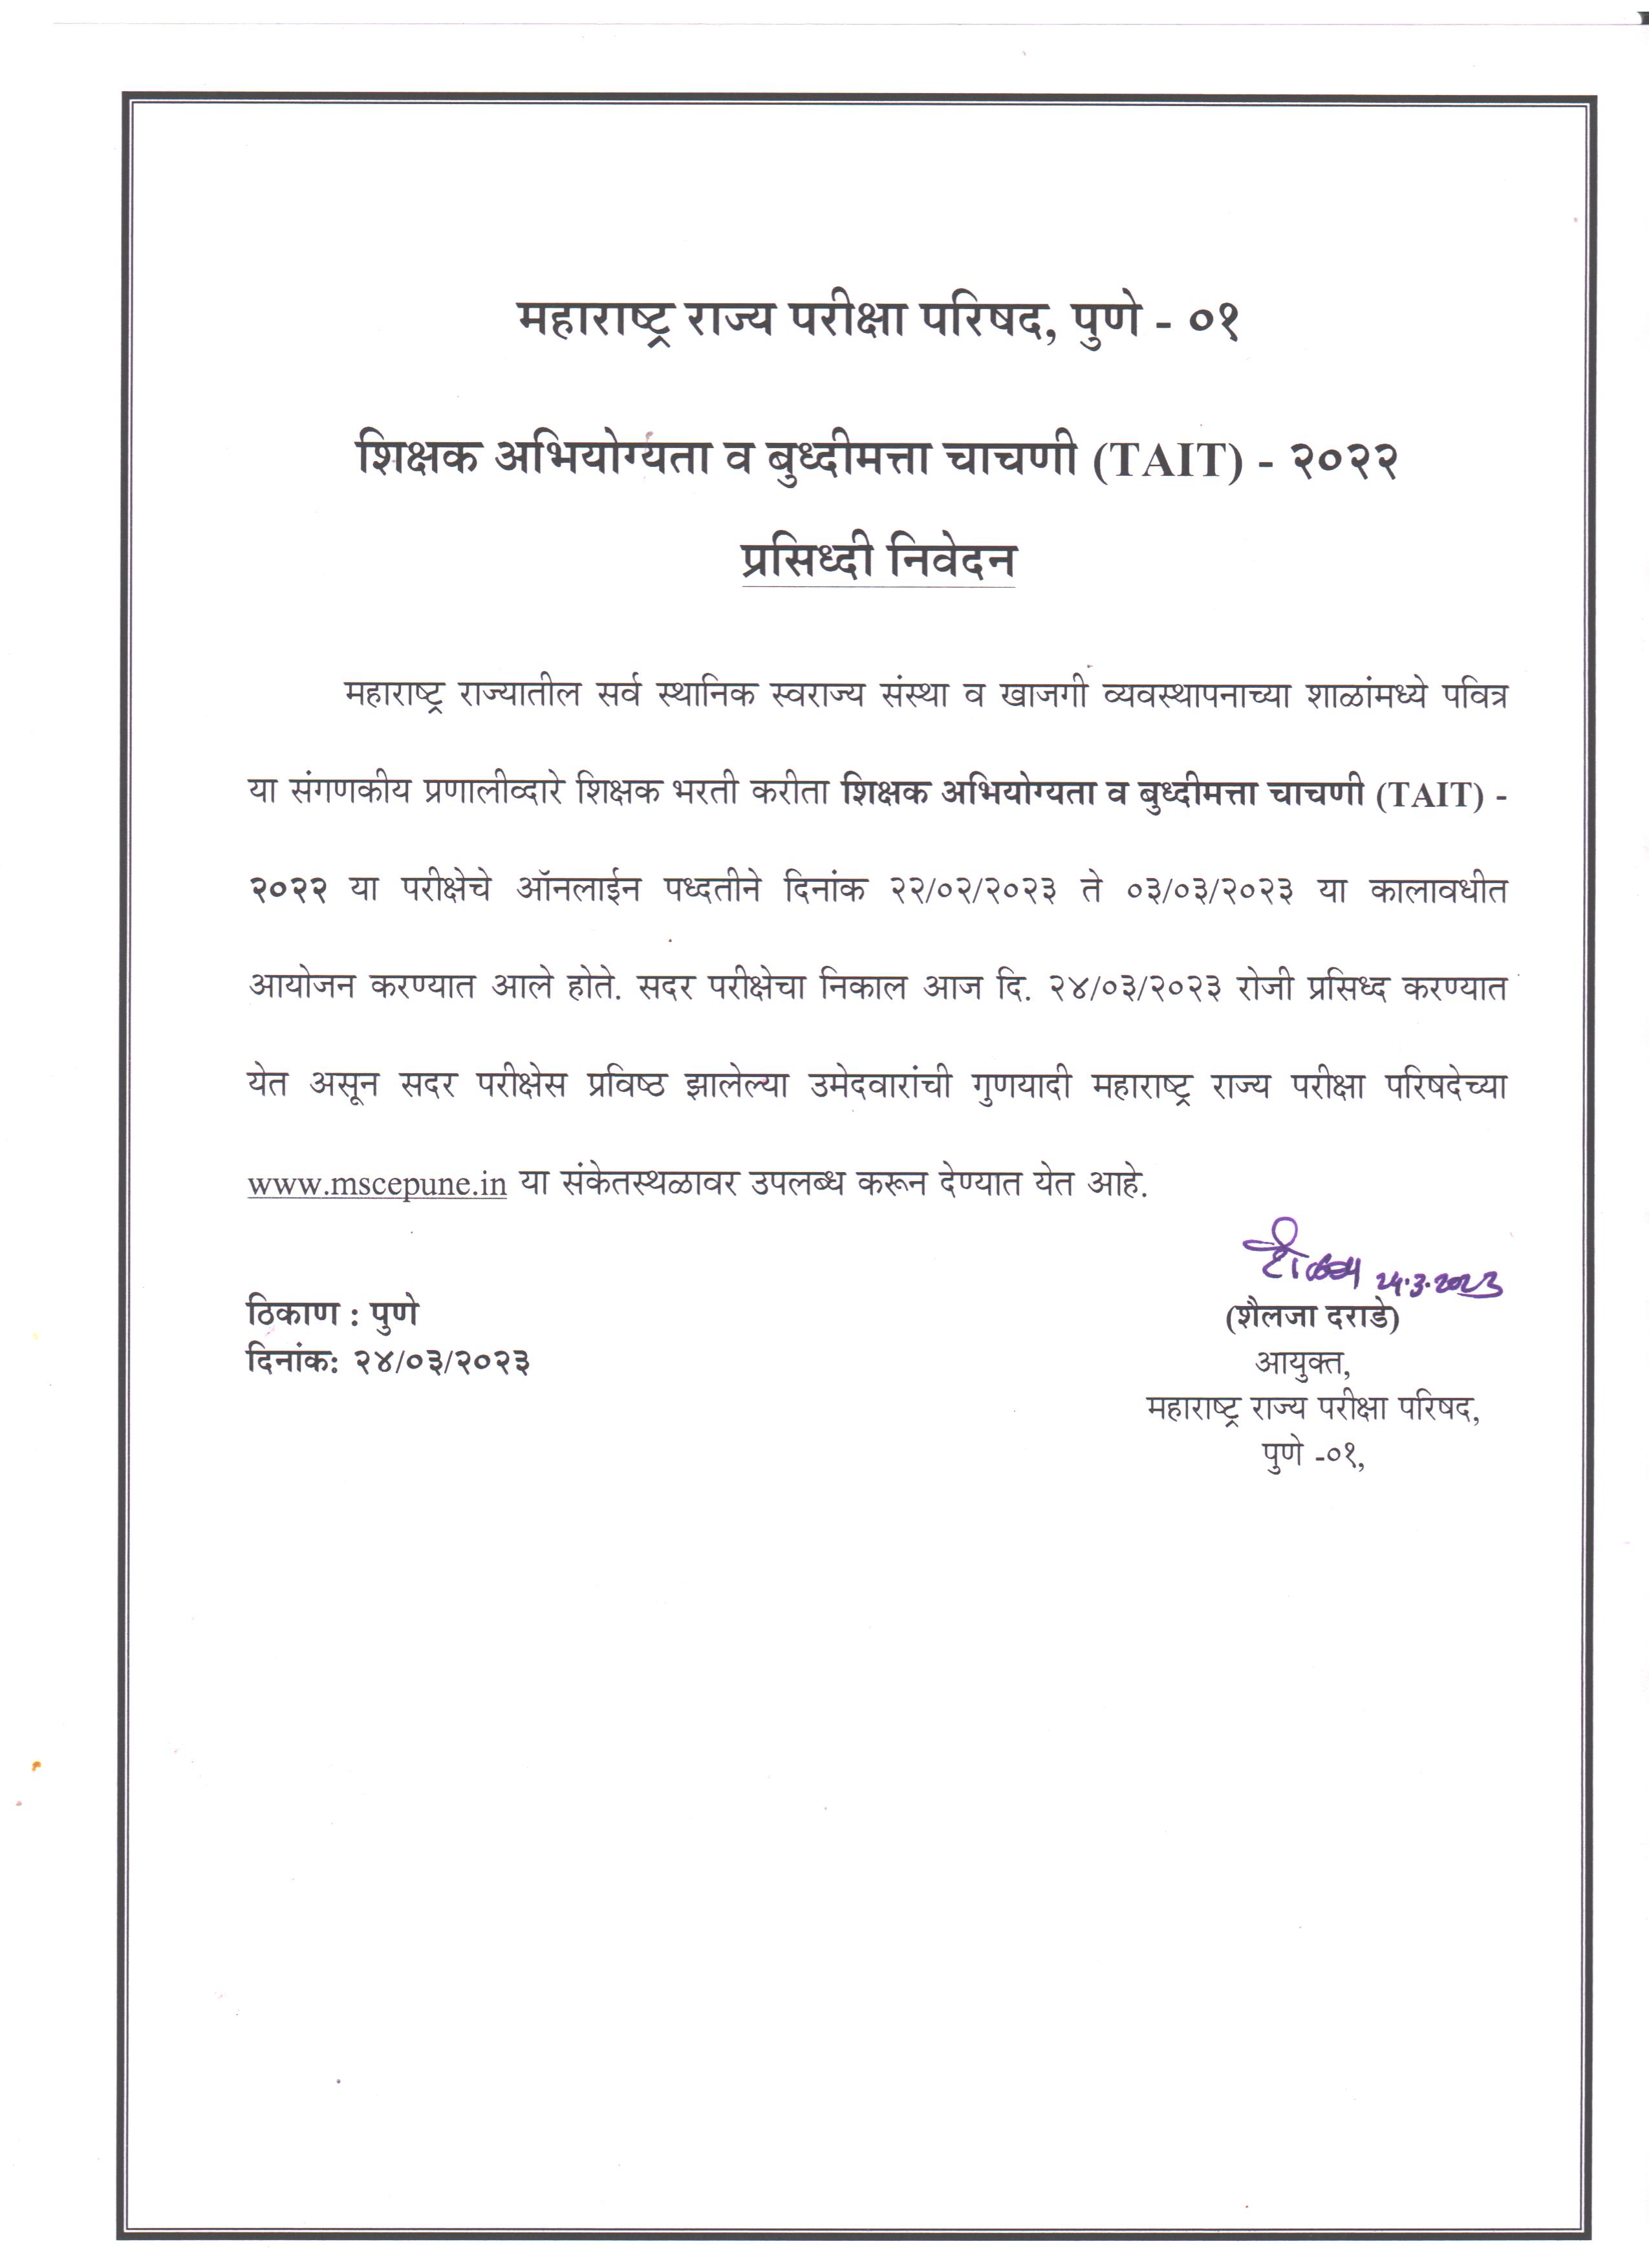 महाराष्ट्र राज्य परीक्षा परिषद, पुणे - ०१
शिक्षक अभियोग्यता व बुध्दीमत्ता चाचणी (TAIT) - २०२२
प्रसिध्दी निवेदन
महाराष्ट्र राज्यातील सर्व स्थानिक स्वराज्य संस्था व खाजगी व्यवस्थापनाच्या शाळांमध्ये पवित्र
या संगणकीय प्रणालीव्दारे शिक्षक भरती करीता शिक्षक अभियोग्यता व बुध्दीमत्ता चाचणी (TAIT) -
२०२२ या परीक्षेचे ऑनलाईन पध्दतीने दिनांक २२/०२/२०२३ ते ०३/०३/२०२३ या कालावधीत
आयोजन करण्यात आले होते. सदर परीक्षेचा निकाल आज दि. २४/०३/२०२३ रोजी प्रसिध्द करण्यात
येत असून सदर परीक्षेस प्रविष्ठ झालेल्या उमेदवारांची गुणयादी महाराष्ट्र राज्य परीक्षा परिषदेच्या
www.mscepune.in या संकेतस्थळावर उपलब्ध करून देण्यात येत आहे.
24.3.2023
ठिकाण : पुणे
(शैलजा दराडे)
दिनांक: २४/०३/२०२३
आयुक्त,
महाराष्ट्र राज्य परीक्षा परिषद,
पुणे -०१,